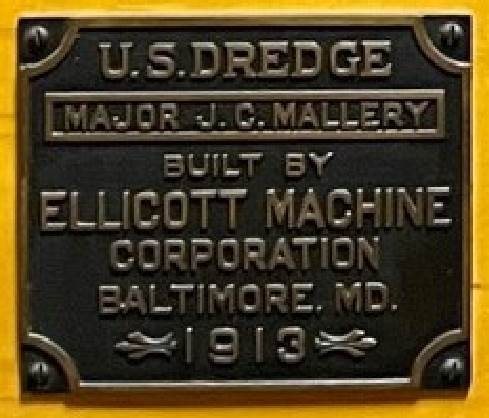 U.S. DREDGE
MAJOR J. C. MALLERY
BUILT BY
ELLICOTT MACHINE
CORPORATION
BALTIMORE. MD.
1913